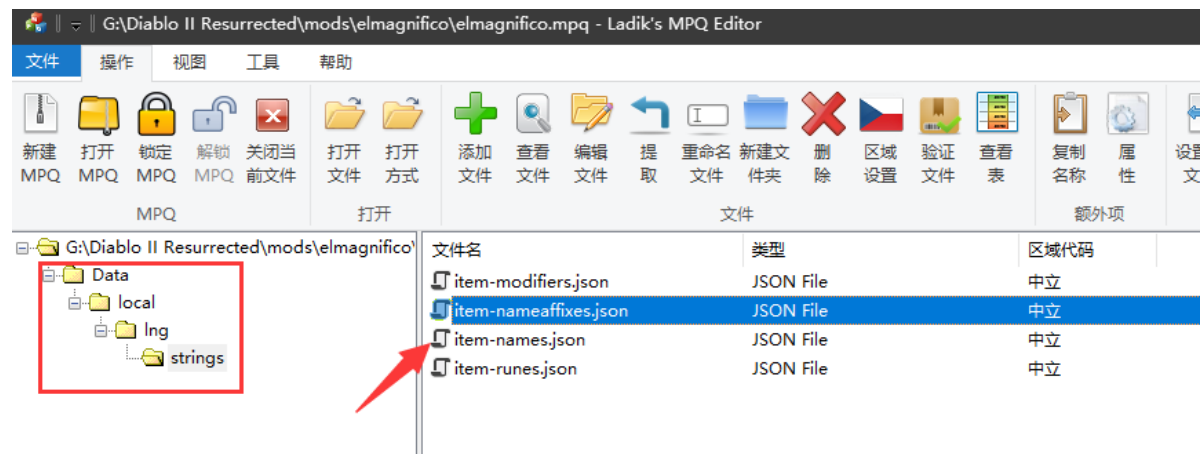 G:\Diablo II Resurrected\mods\elmagnifico\elmagnifico.mpq - Ladik's MPQ Editor
文件 操作 视图 工具 帮助
新建 打开 锁定 解锁 关闭当 打开 打开 添加 查看 编辑 提 重命名 新建文 删 区域 验证 查看 复制 属 设置
MPQ MPQ MPQ MPQ 前文件 文件 方式 文件 文件 文件 取 文件 件夹 除 设置 文件 表 名称 性 文
MPQ 打开 文件 额外项
G:\Diablo II Resurrected\mods\elmagnifico\ 文件名 类型 区域代码
Data item-modifiers.json JSON File 中立
local item-nameaffixes.json JSON File 中立
lng item-names.json JSON File 中立
strings item-runes.json JSON File 中立